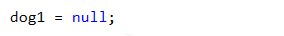 dog1 = null;